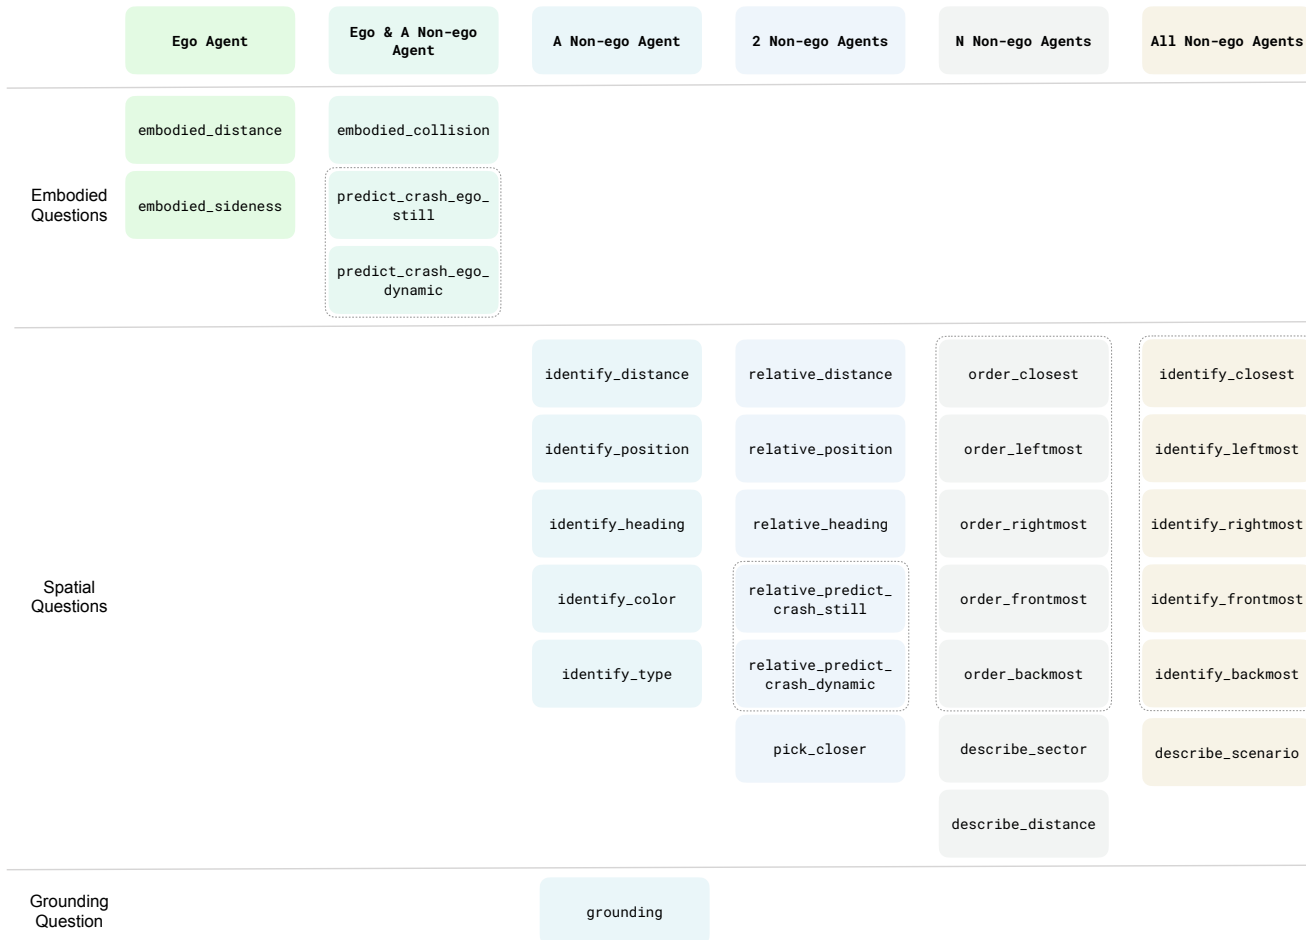 Ego Agent
Ego & A Non-ego
Agent
A Non-ego Agent
2 Non-ego Agents
N Non-ego Agents
All Non-ego Agents
Embodied
Questions
embodied_distance
embodied_sideness
embodied_collision
predict_crash_ego_
still
predict_crash_ego_
dynamic
Spatial
Questions
identify_distance
identify_position
identify_heading
identify_color
identify_type
relative_distance
relative_position
relative_heading
relative_predict_
crash_still
relative_predict_
crash_dynamic
pick_closer
order_closest
order_leftmost
order_rightmost
order_frontmost
order_backmost
describe_sector
describe_distance
identify_closest
identify_leftmost
identify_rightmost
identify_frontmost
identify_backmost
describe_scenario
Grounding
Question
grounding